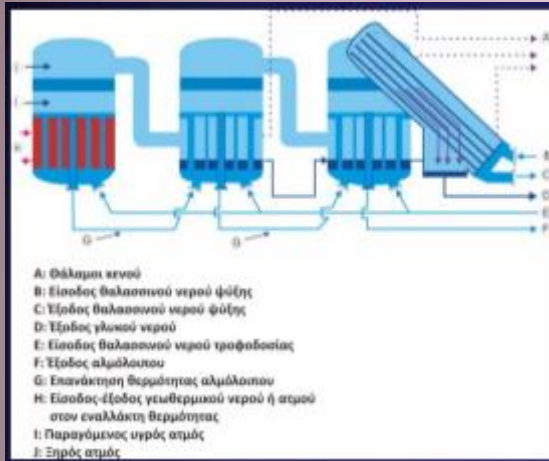 A
B
C
D
E
F
G
G
A: Θάλαμοι κενού
B: Είσοδος θαλασσινού νερού ψύξης
C: Έξοδος θαλασσινού νερού ψύξης
D: Έξοδος γλυκού νερού
E: Είσοδος θαλασσινού νερού τροφοδοσίας
F: Έξοδος αλμόλοιπου
G: Επανάκτηση θερμότητας αλμόλοιπου
H: Είσοδος-έξοδος γεωθερμικού νερού ή ατμού
στον εναλλάκτη θερμότητας
I: Παραγόμενος υγρός ατμός
J: Ξηρός ατμός